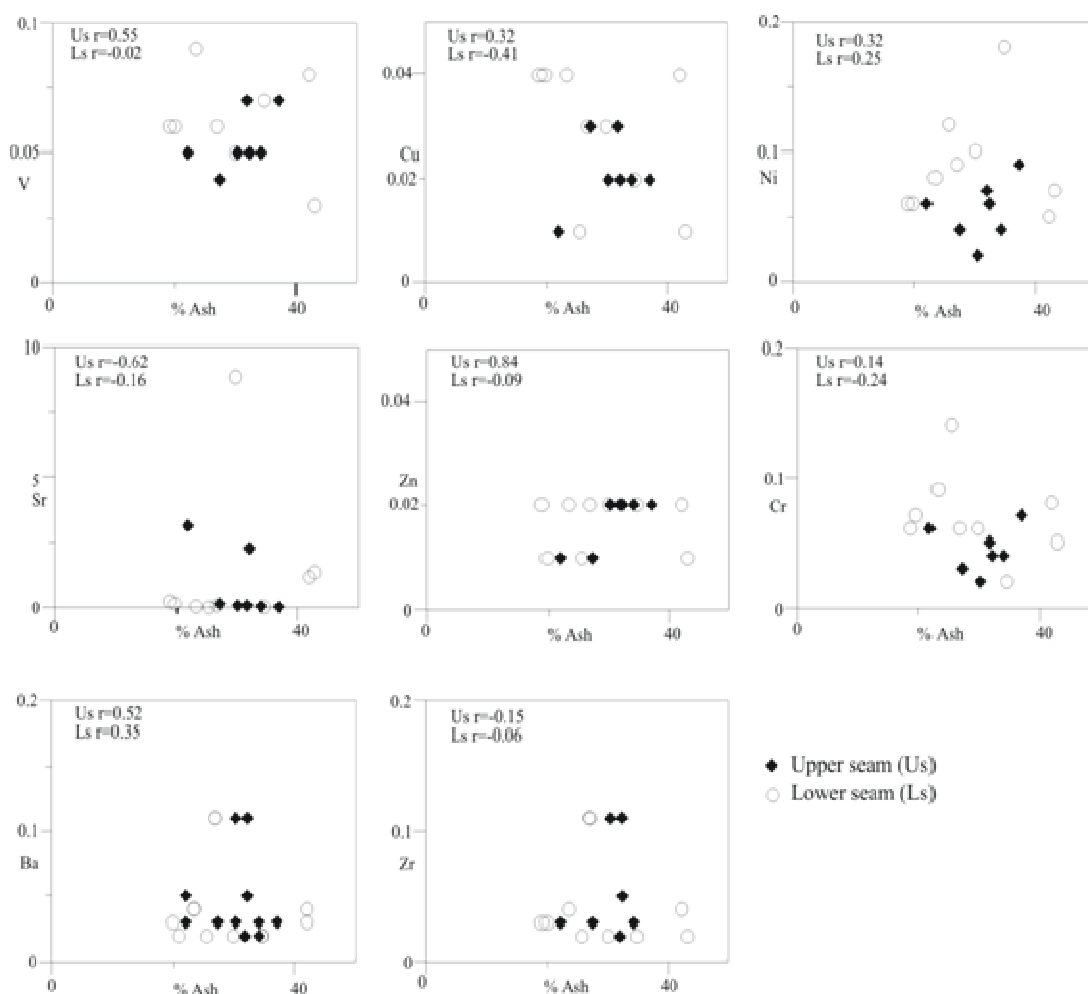 0.1
Us r=0.55
Ls r=-0.02
0.05
V
0
0
% Ash
40
Us r=0.32
Ls r=-0.41
0.04
Cu
0.02
0
0
% Ash
40
0.2
Us r=0.32
Ls r=0.25
0.1
Ni
0
0
% Ash
40
10
Us r=-0.62
Ls r=-0.16
5
Sr
0
0
% Ash
40
Us r=0.84
Ls r=-0.09
0.04
Zn
0.02
0
0
% Ash
40
0.2
Us r=0.14
Ls r=-0.24
0.1
Cr
0
0
% Ash
40
0.2
Us r=0.52
Ls r=0.35
0.1
Ba
0
0
% Ash
40
0.2
Us r=-0.15
Ls r=-0.06
0.1
Zr
0
0
% Ash
40
Upper seam (Us)
Lower seam (Ls)